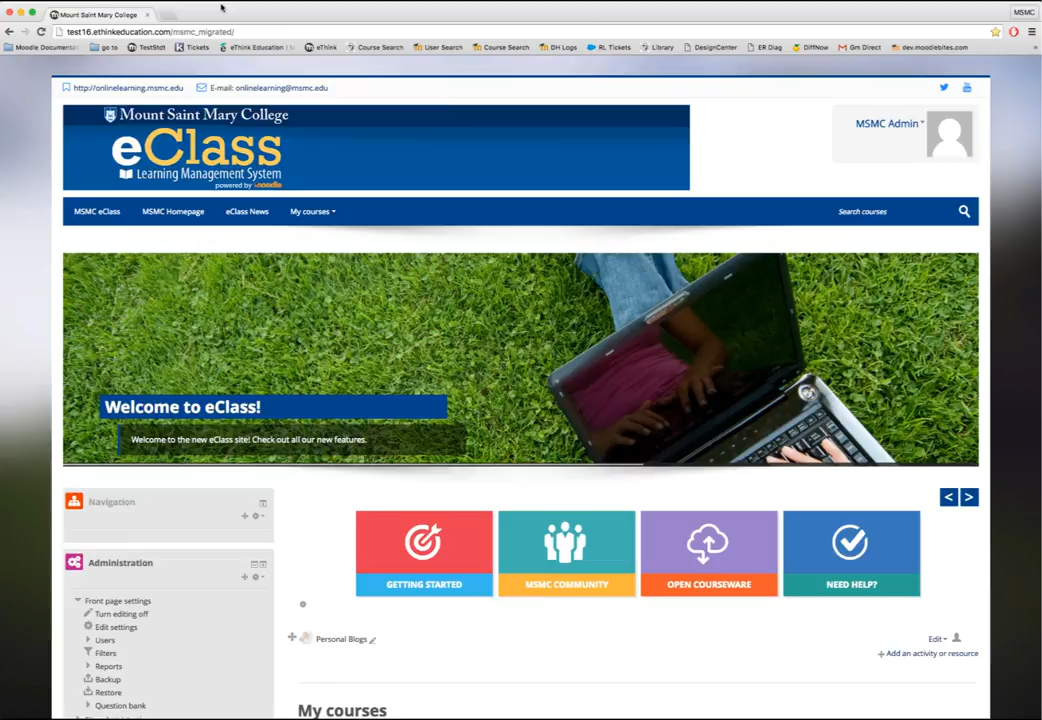 Mount Saint Mary College
MSMC
test16.ethinkeducation.com/msmc_migrated/
Moodle Document
go to
TestStdt
Tickets
eThink Education | S
eThink
Course Search
User Search
Course Search
DH Logs
RL Tickets
Library
DesignCenter
ER Diag
DiffNow
Gm Direct
dev.moodlebites.com
http://onlinelearning.msmc.edu
E-mail: onlinelearning@msmc.edu
Mount Saint Mary College
eClass
Learning Management System
powered by moodle
MSMC Admin
MSMC eClass
MSMC Homepage
eClass News
My courses
Search courses
Welcome to eClass!
Welcome to the new eClass site! Check out all our new features.
< >
Navigation
GETTING STARTED
MSMC COMMUNITY
OPEN COURSEWARE
NEED HELP?
Administration
Front page settings
Turn editing off
Edit settings
Users
Filters
Reports
Backup
Restore
Question bank
Personal Blogs
Edit
Add an activity or resource
My courses